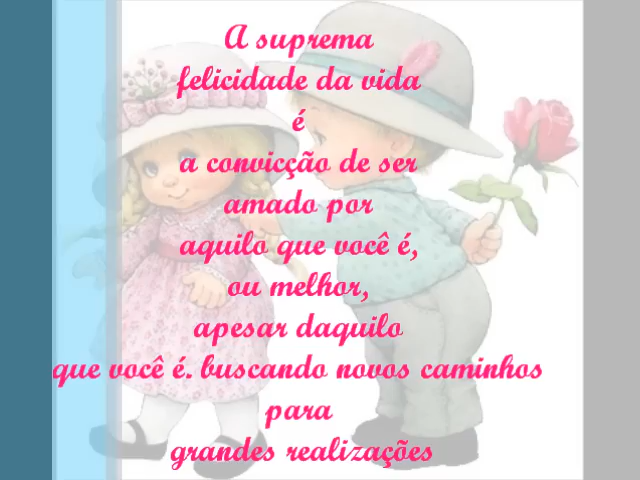 A suprema
felicidade da vida
é
a convicção de ser
amado por
aquilo que você é,
ou melhor,
apesar daquilo
que você é. buscando novos caminhos
para
grandes realizações